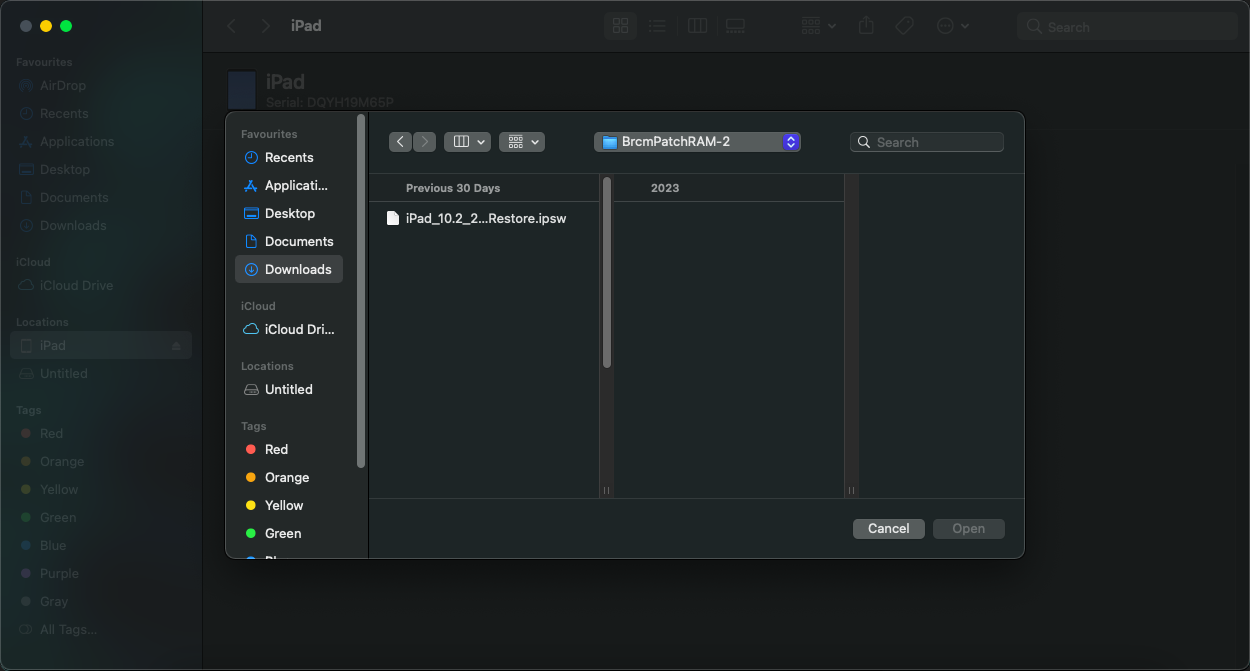 iPad
Search
Favourites
AirDrop
Recents
Applications
Desktop
Documents
Downloads
iCloud
iCloud Drive
Locations
iPad
Untitled
Tags
Red
Orange
Yellow
Green
Blue
Purple
Gray
All Tags...
iPad
Serial: DQYH19M65P
Favourites
Recents
Applicati...
Desktop
Documents
Downloads
iCloud
iCloud Dri...
Locations
Untitled
Tags
Red
Orange
Yellow
Green
BrcmPatchRAM-2
Search
Previous 30 Days
2023
iPad_10.2_2...Restore.ipsw
Cancel
Open